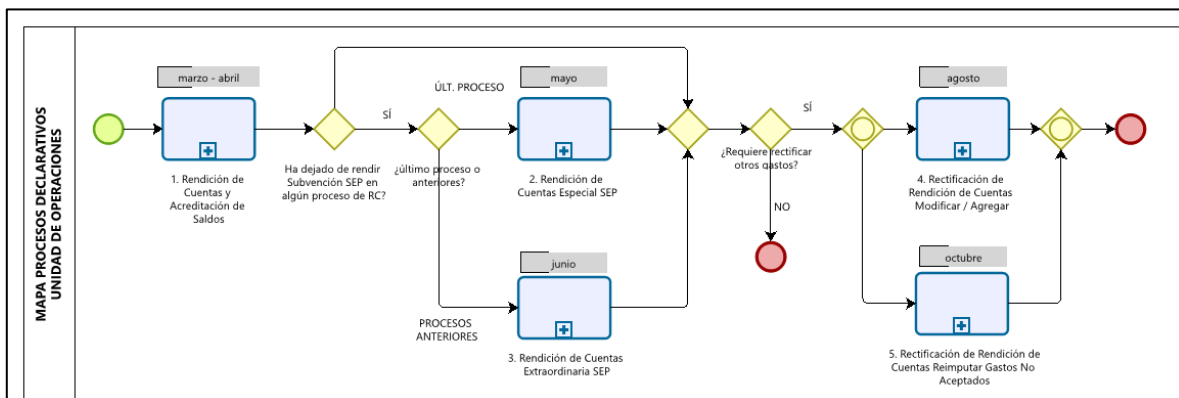 MAPA PROCESOS DECLARATIVOS
UNIDAD DE OPERACIONES
marzo - abril
1. Rendición de
Cuentas y
Acreditación de
Saldos
Ha dejado de rendir
Subvención SEP en
algún proceso de RC?
SÍ
¿último proceso o
anteriores?
ÚLT. PROCESO
mayo
2. Rendición de
Cuentas Especial SEP
PROCESOS
ANTERIORES
junio
3. Rendición de Cuentas
Extraordinaria SEP
¿Requiere rectificar
otros gastos?
SÍ
NO
agosto
4. Rectificación de
Rendición de Cuentas
Modificar / Agregar
octubre
5. Rectificación de Rendición de
Cuentas Reimputar Gastos No
Aceptados